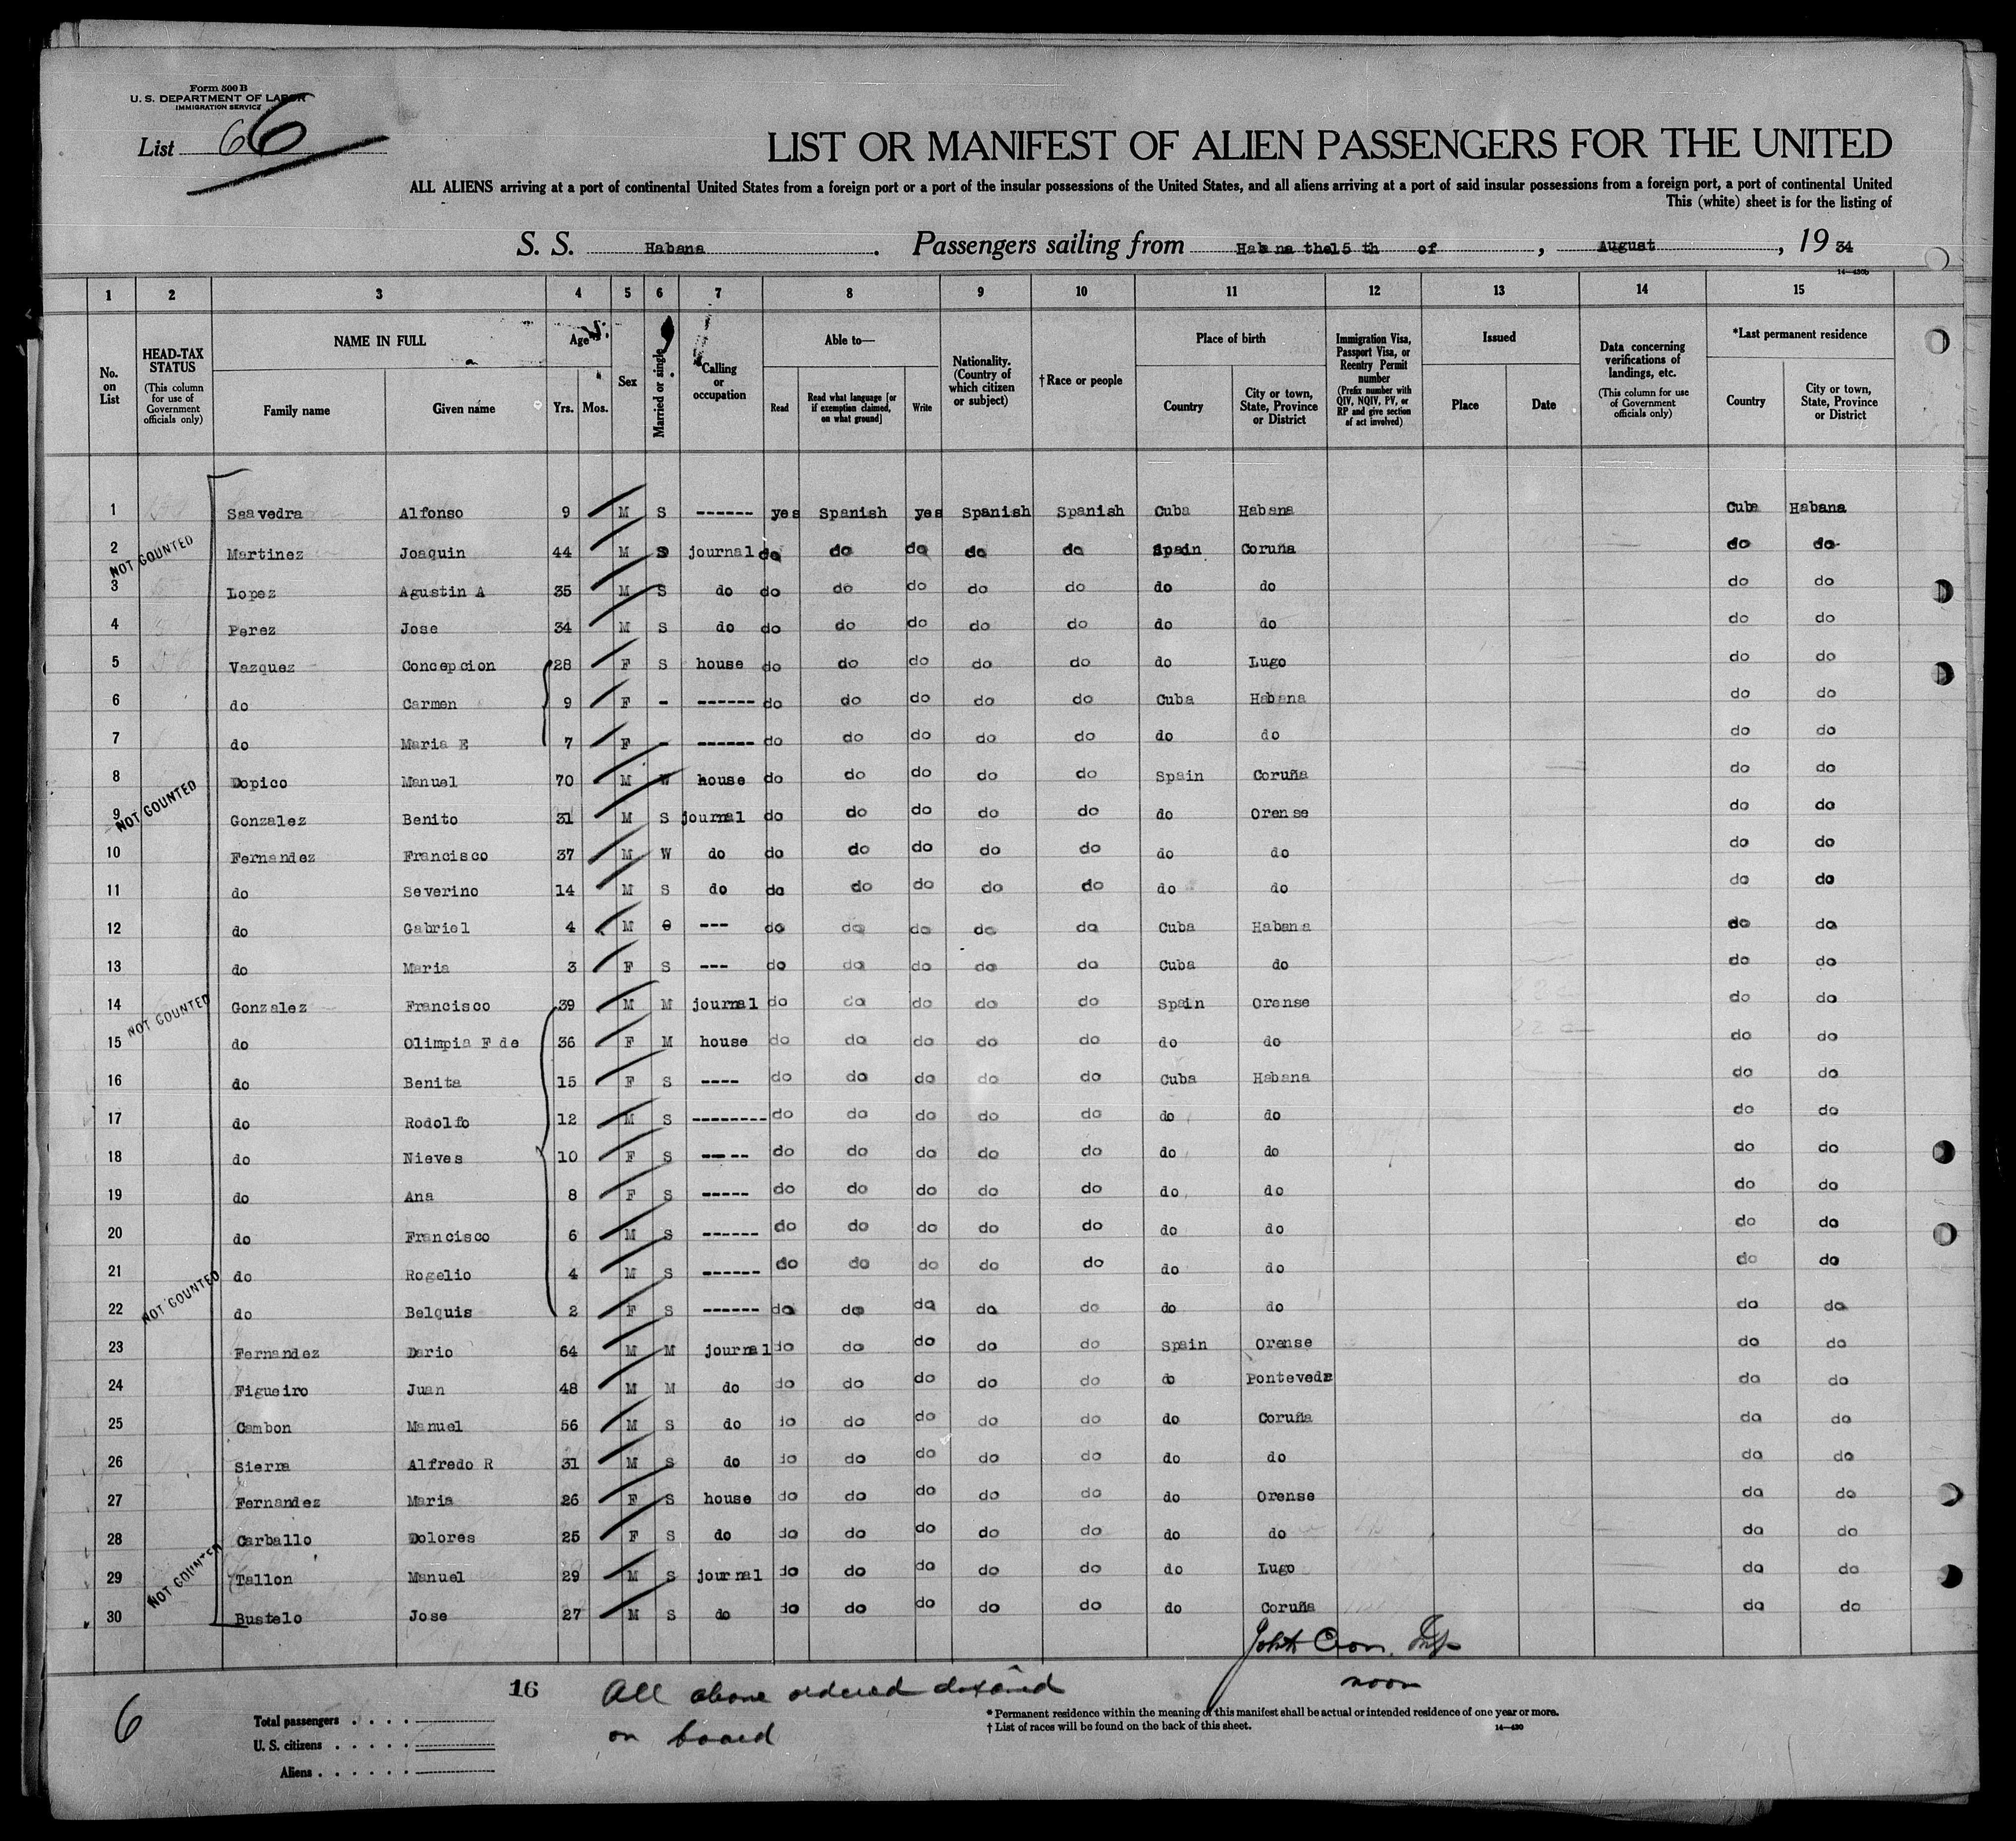 Form 500 B
U. S. DEPARTMENT OF LABOR
IMMIGRATION SERVICE
List 66
LIST OR MANIFEST OF ALIEN PASSENGERS FOR THE UNITED
ALL ALIENS arriving at a port of continental United States from a foreign port or a port of the insular possessions of the United States, and all aliens arriving at a port of said insular possessions from a foreign port, a port of continental United
This (white) sheet is for the listing of
S. S. Habana. Passengers sailing from Habana the15 th of, August, 19 34
14—430b
1 2 3 4 5 6 7 8 9 10 11 12 13 14 15
No. on List
HEAD-TAX STATUS (This column for use of Government officials only)
NAME IN FULL Family name Given name
Age Yrs. Mos.
Sex
Married or single
Calling or occupation
Able to— Read Read what language [or if exemption claimed, on what ground] Write
Nationality. (Country of which citizen or subject)
†Race or people
Place of birth Country City or town, State, Province or District
Immigration Visa, Passport Visa, or Reentry Permit number (Prefix number with QIV, NQIV, PV, or RP and give section of act involved)
Issued Place Date
Data concerning verifications of landings, etc. (This column for use of Government officials only)
*Last permanent residence Country City or town, State, Province or District
1 Saavedra Alfonso 9 M S ------ yes Spanish yes Spanish Spanish Cuba Habana Cuba Habana
NOT COUNTED
2 Martinez Joaquin 44 M S journal do do do do do Spain Coruña do do
3 Lopez Agustin A 35 M S do do do do do do do do do do
4 Perez Jose 34 M S do do do do do do do do do do
5 Vazquez Concepcion 28 F S house do do do do do do Lugo do do
6 do Carmen 9 F - ------ do do do do do Cuba Habana do do
7 do Maria E 7 F - ------ do do do do do do do do do
8 Dopico Manuel 70 M W house do do do do do Spain Coruña do do
NOT COUNTED
9 Gonzalez Benito 31 M S journal do do do do do do Orense do do
10 Fernandez Francisco 37 M W do do do do do do do do do do
11 do Severino 14 M S do do do do do do do do do do
12 do Gabriel 4 M --- do do do do do Cuba Habana do do
13 do Maria 3 F S --- do do do do do Cuba do do do
14 Gonzalez Francisco 39 M M journal do do do do do Spain Orense do do
NOT COUNTED
15 do Olimpia F de 36 F M house do do do do do do do do do
16 do Benita 15 F S ---- do do do do do Cuba Habana do do
17 do Rodolfo 12 M S -------- do do do do do do do do do
18 do Nieves 10 F S ----- do do do do do do do do do
19 do Ana 8 F S ----- do do do do do do do do do
20 do Francisco 6 M S ------ do do do do do do do do do
21 do Rogelio 4 M S ------ do do do do do do do do do
NOT COUNTED
22 do Belquis 2 F S ------ do do do do do do do do do
23 Fernandez Dario 64 M M journal do do do do do Spain Orense do do
24 Figueiro Juan 48 M M do do do do do do do Pontevedr do do
25 Cambon Manuel 56 M S do do do do do do do Coruña do do
26 Sierra Alfredo R 31 M S do do do do do do do do do do
27 Fernandez Maria 26 F S house do do do do do do Orense do do
28 Carballo Dolores 25 F S do do do do do do do do do do
NOT COUNTED
29 Tallon Manuel 29 M S journal do do do do do do Lugo do do
30 Bustelo Jose 27 M S do do do do do do do Coruña do do
noon
6
16
All above ordered detained
on board
Total passengers
U. S. citizens
Aliens
* Permanent residence within the meaning of this manifest shall be actual or intended residence of one year or more.
† List of races will be found on the back of this sheet.
14—430